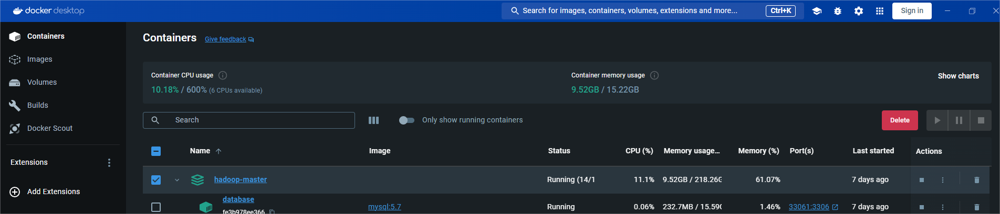 docker desktop
Search for images, containers, volumes, extensions and more... Ctrl+K
Sign in
Containers
Images
Volumes
Builds
Docker Scout
Extensions
Add Extensions
Containers Give feedback
Container CPU usage
10.18% / 600% (6 CPUs available)
Container memory usage
9.52GB / 15.22GB
Show charts
Search
Only show running containers
Delete
Name Image Status CPU (%) Memory usage... Memory (%) Port(s) Last started Actions
hadoop-master Running (14/1 11.1% 9.52GB / 218.26G 61.07% 7 days ago
database mysql:5.7 Running 0.06% 232.7MB / 15.59G 1.46% 33061:3306 7 days ago
fe3b978ee366